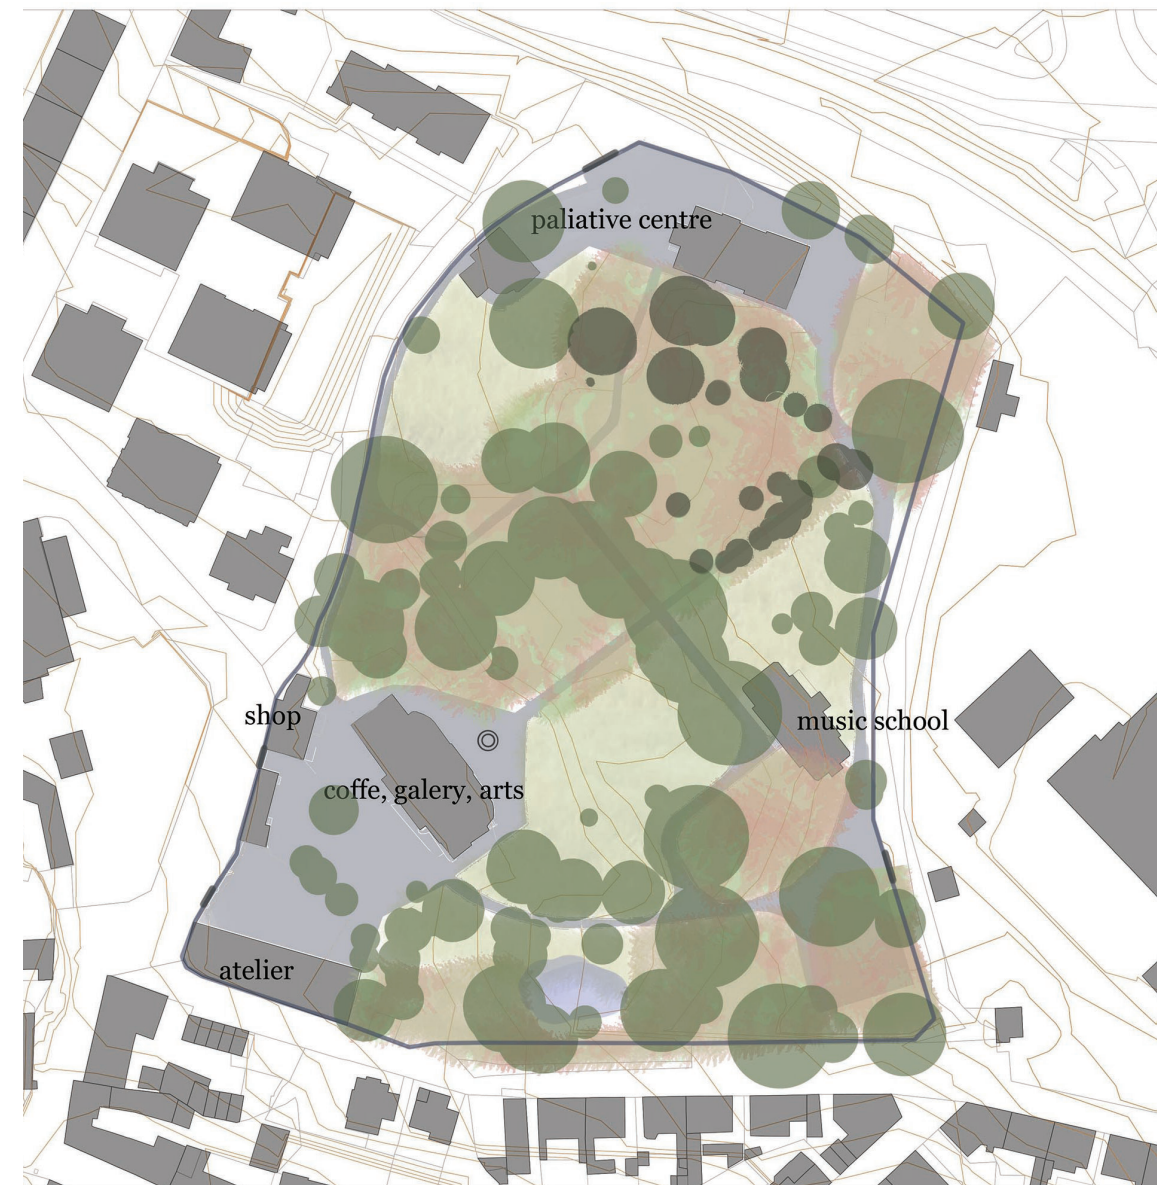 paliative centre
shop
music school
coffe, galery, arts
atelier